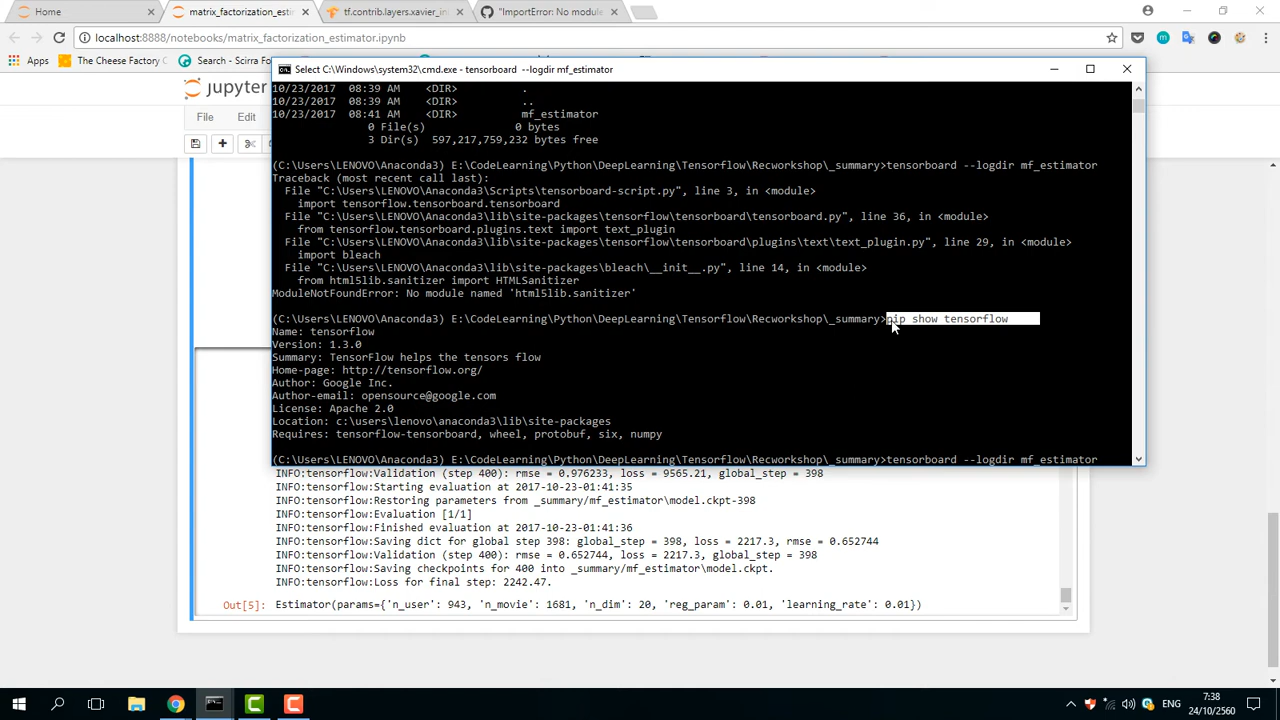 Home
matrix_factorization_esti
tf.contrib.layers.xavier_in
"ImportError: No module
localhost:8888/notebooks/matrix_factorization_estimator.ipynb
Apps
The Cheese Factory
Scirra
Search - Scirra For
jupyter
File
Edit
Select C:\Windows\system32\cmd.exe - tensorboard --logdir mf_estimator
10/23/2017 08:39 AM <DIR> .
10/23/2017 08:39 AM <DIR> ..
10/23/2017 08:41 AM <DIR> mf_estimator
0 File(s) 0 bytes
3 Dir(s) 597,217,759,232 bytes free
(C:\Users\LENOVO\Anaconda3) E:\CodeLearning\Python\DeepLearning\Tensorflow\Recworkshop\_summary>tensorboard --logdir mf_estimator
Traceback (most recent call last):
File "C:\Users\LENOVO\Anaconda3\Scripts\tensorboard-script.py", line 3, in <module>
import tensorflow.tensorboard.tensorboard
File "C:\Users\LENOVO\Anaconda3\lib\site-packages\tensorflow\tensorboard\tensorboard.py", line 36, in <module>
from tensorflow.tensorboard.plugins.text import text_plugin
File "C:\Users\LENOVO\Anaconda3\lib\site-packages\tensorflow\tensorboard\plugins\text\text_plugin.py", line 29, in <module>
import bleach
File "C:\Users\LENOVO\Anaconda3\lib\site-packages\bleach\__init__.py", line 14, in <module>
from html5lib.sanitizer import HTMLSanitizer
ModuleNotFoundError: No module named 'html5lib.sanitizer'
(C:\Users\LENOVO\Anaconda3) E:\CodeLearning\Python\DeepLearning\Tensorflow\Recworkshop\_summary>pip show tensorflow
Name: tensorflow
Version: 1.3.0
Summary: TensorFlow helps the tensors flow
Home-page: http://tensorflow.org/
Author: Google Inc.
Author-email: opensource@google.com
License: Apache 2.0
Location: c:\users\lenovo\anaconda3\lib\site-packages
Requires: tensorflow-tensorboard, wheel, protobuf, six, numpy
(C:\Users\LENOVO\Anaconda3) E:\CodeLearning\Python\DeepLearning\Tensorflow\Recworkshop\_summary>tensorboard --logdir mf_estimator
INFO:tensorflow:Validation (step 400): rmse = 0.976233, loss = 9565.21, global_step = 398
INFO:tensorflow:Starting evaluation at 2017-10-23-01:41:35
INFO:tensorflow:Restoring parameters from _summary/mf_estimator\model.ckpt-398
INFO:tensorflow:Evaluation [1/1]
INFO:tensorflow:Finished evaluation at 2017-10-23-01:41:36
INFO:tensorflow:Saving dict for global step 398: global_step = 398, loss = 2217.3, rmse = 0.652744
INFO:tensorflow:Validation (step 400): rmse = 0.652744, loss = 2217.3, global_step = 398
INFO:tensorflow:Saving checkpoints for 400 into _summary/mf_estimator\model.ckpt.
INFO:tensorflow:Loss for final step: 2242.47.
Out[5]: Estimator(params={'n_user': 943, 'n_movie': 1681, 'n_dim': 20, 'reg_param': 0.01, 'learning_rate': 0.01})
ENG
7:38
24/10/2560